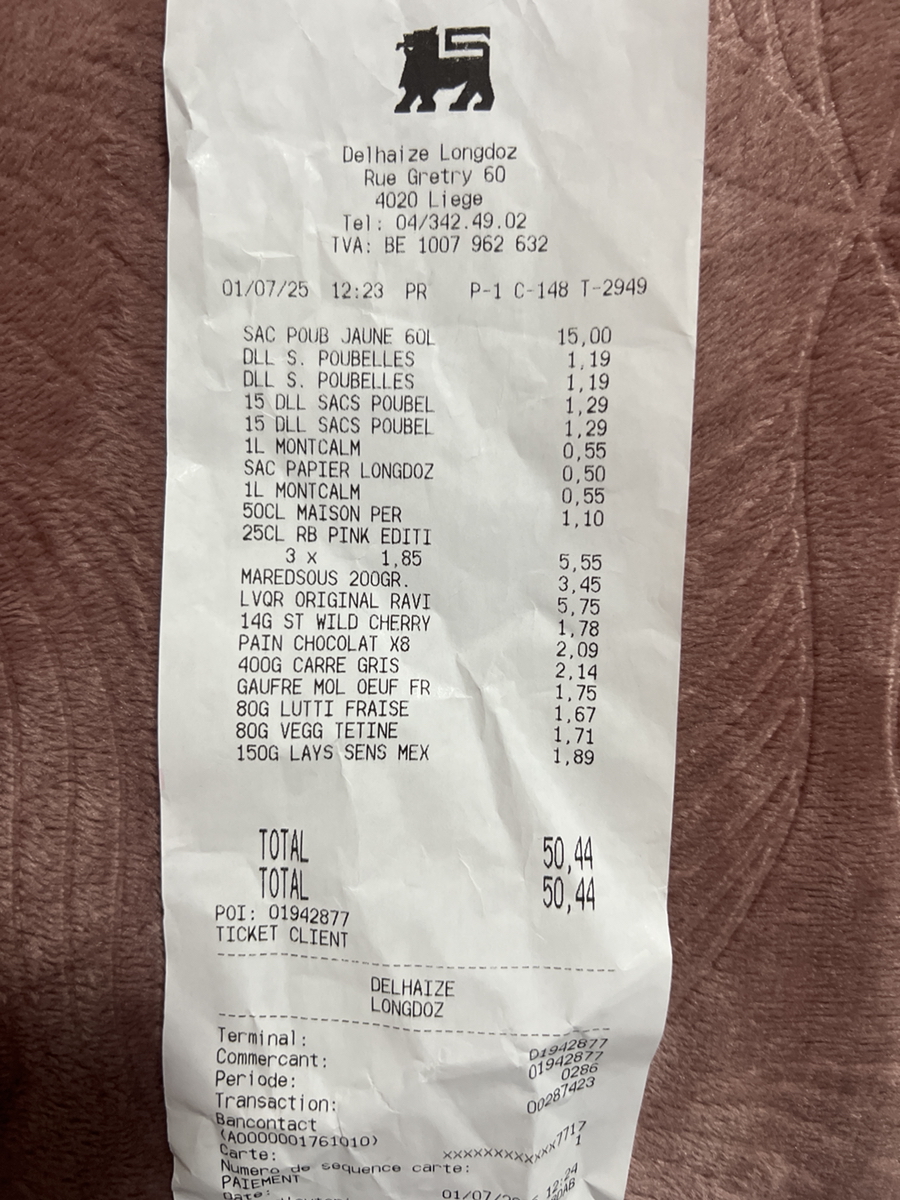 Delhaize Longdoz
Rue Gretry 60
4020 Liege
Tel: 04/342.49.02
TVA: BE 1007 962 632
01/07/25 12:23 PR P-1 C-148 T-2949
SAC POUB JAUNE 60L 15,00
DLL S. POUBELLES 1,19
DLL S. POUBELLES 1,19
15 DLL SACS POUBEL 1,29
15 DLL SACS POUBEL 1,29
1L MONTCALM 0,55
SAC PAPIER LONGDOZ 0,50
1L MONTCALM 0,55
50CL MAISON PER 1,10
25CL RB PINK EDITI
3 x 1,85 5,55
MAREDSOUS 200GR. 3,45
LVQR ORIGINAL RAVI 5,75
14G ST WILD CHERRY 1,78
PAIN CHOCOLAT X8 2,09
400G CARRE GRIS 2,14
GAUFRE MOL OEUF FR 1,75
80G LUTTI FRAISE 1,67
80G VEGG TETINE 1,71
150G LAYS SENS MEX 1,89
TOTAL 50,44
TOTAL 50,44
POI: 01942877
TICKET CLIENT
DELHAIZE
LONGDOZ
Terminal: D1942877
Commercant: 01942877
Periode: 0286
Transaction: 00287423
Bancontact
(A0000001761010)
Carte: xxxxxxxxxxxxx7717
Numero de sequence carte: 1
PAIEMENT
Date: 01/07/ 12:24